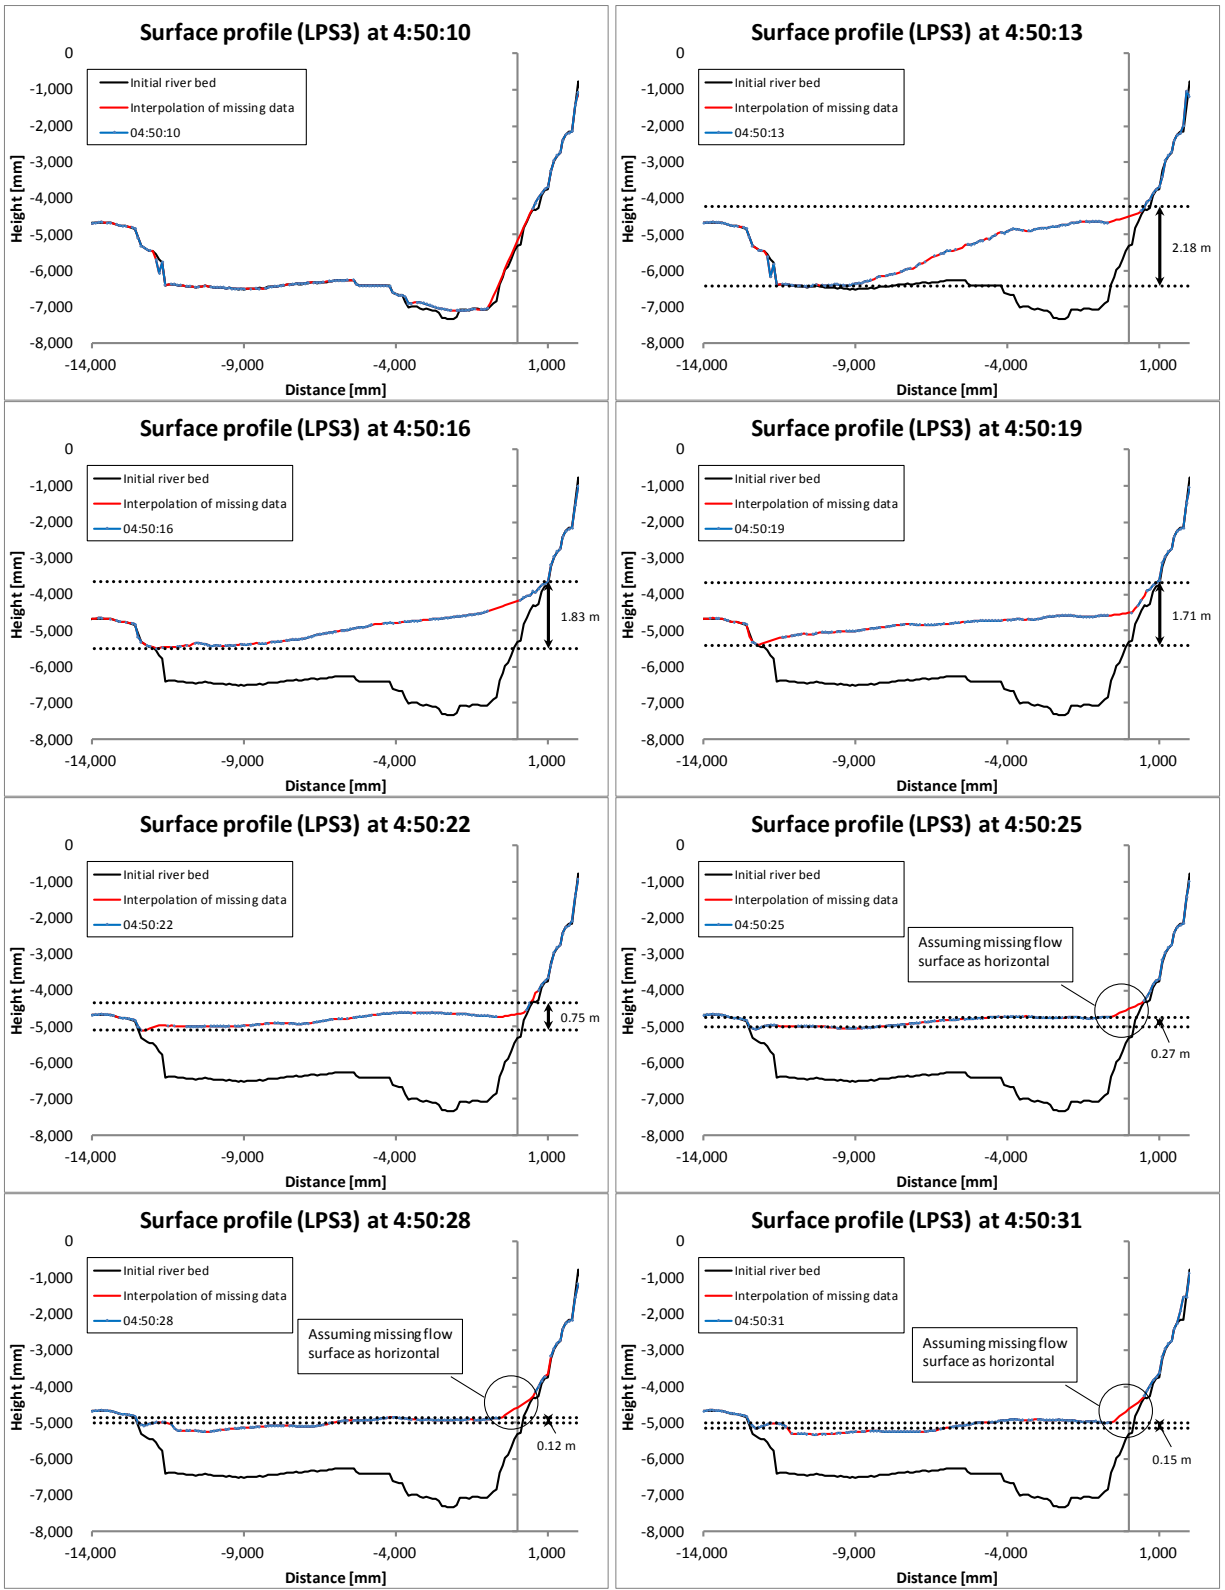 Surface profile (LPS3) at 4:50:10
0
-1,000
-2,000
-3,000
-4,000
-5,000
-6,000
-7,000
-8,000
Height [mm]
Initial river bed
Interpolation of missing data
04:50:10
-14,000
-9,000
-4,000
1,000
Distance [mm]
Surface profile (LPS3) at 4:50:13
0
-1,000
-2,000
-3,000
-4,000
-5,000
-6,000
-7,000
-8,000
Height [mm]
Initial river bed
Interpolation of missing data
04:50:13
2.18 m
-14,000
-9,000
-4,000
1,000
Distance [mm]
Surface profile (LPS3) at 4:50:16
0
-1,000
-2,000
-3,000
-4,000
-5,000
-6,000
-7,000
-8,000
Height [mm]
Initial river bed
Interpolation of missing data
04:50:16
1.83 m
-14,000
-9,000
-4,000
1,000
Distance [mm]
Surface profile (LPS3) at 4:50:19
0
-1,000
-2,000
-3,000
-4,000
-5,000
-6,000
-7,000
-8,000
Height [mm]
Initial river bed
Interpolation of missing data
04:50:19
1.71 m
-14,000
-9,000
-4,000
1,000
Distance [mm]
Surface profile (LPS3) at 4:50:22
0
-1,000
-2,000
-3,000
-4,000
-5,000
-6,000
-7,000
-8,000
Height [mm]
Initial river bed
Interpolation of missing data
04:50:22
0.75 m
-14,000
-9,000
-4,000
1,000
Distance [mm]
Surface profile (LPS3) at 4:50:25
0
-1,000
-2,000
-3,000
-4,000
-5,000
-6,000
-7,000
-8,000
Height [mm]
Initial river bed
Interpolation of missing data
04:50:25
Assuming missing flow
surface as horizontal
0.27 m
-14,000
-9,000
-4,000
1,000
Distance [mm]
Surface profile (LPS3) at 4:50:28
0
-1,000
-2,000
-3,000
-4,000
-5,000
-6,000
-7,000
-8,000
Height [mm]
Initial river bed
Interpolation of missing data
04:50:28
Assuming missing flow
surface as horizontal
0.12 m
-14,000
-9,000
-4,000
1,000
Distance [mm]
Surface profile (LPS3) at 4:50:31
0
-1,000
-2,000
-3,000
-4,000
-5,000
-6,000
-7,000
-8,000
Height [mm]
Initial river bed
Interpolation of missing data
04:50:31
Assuming missing flow
surface as horizontal
0.15 m
-14,000
-9,000
-4,000
1,000
Distance [mm]